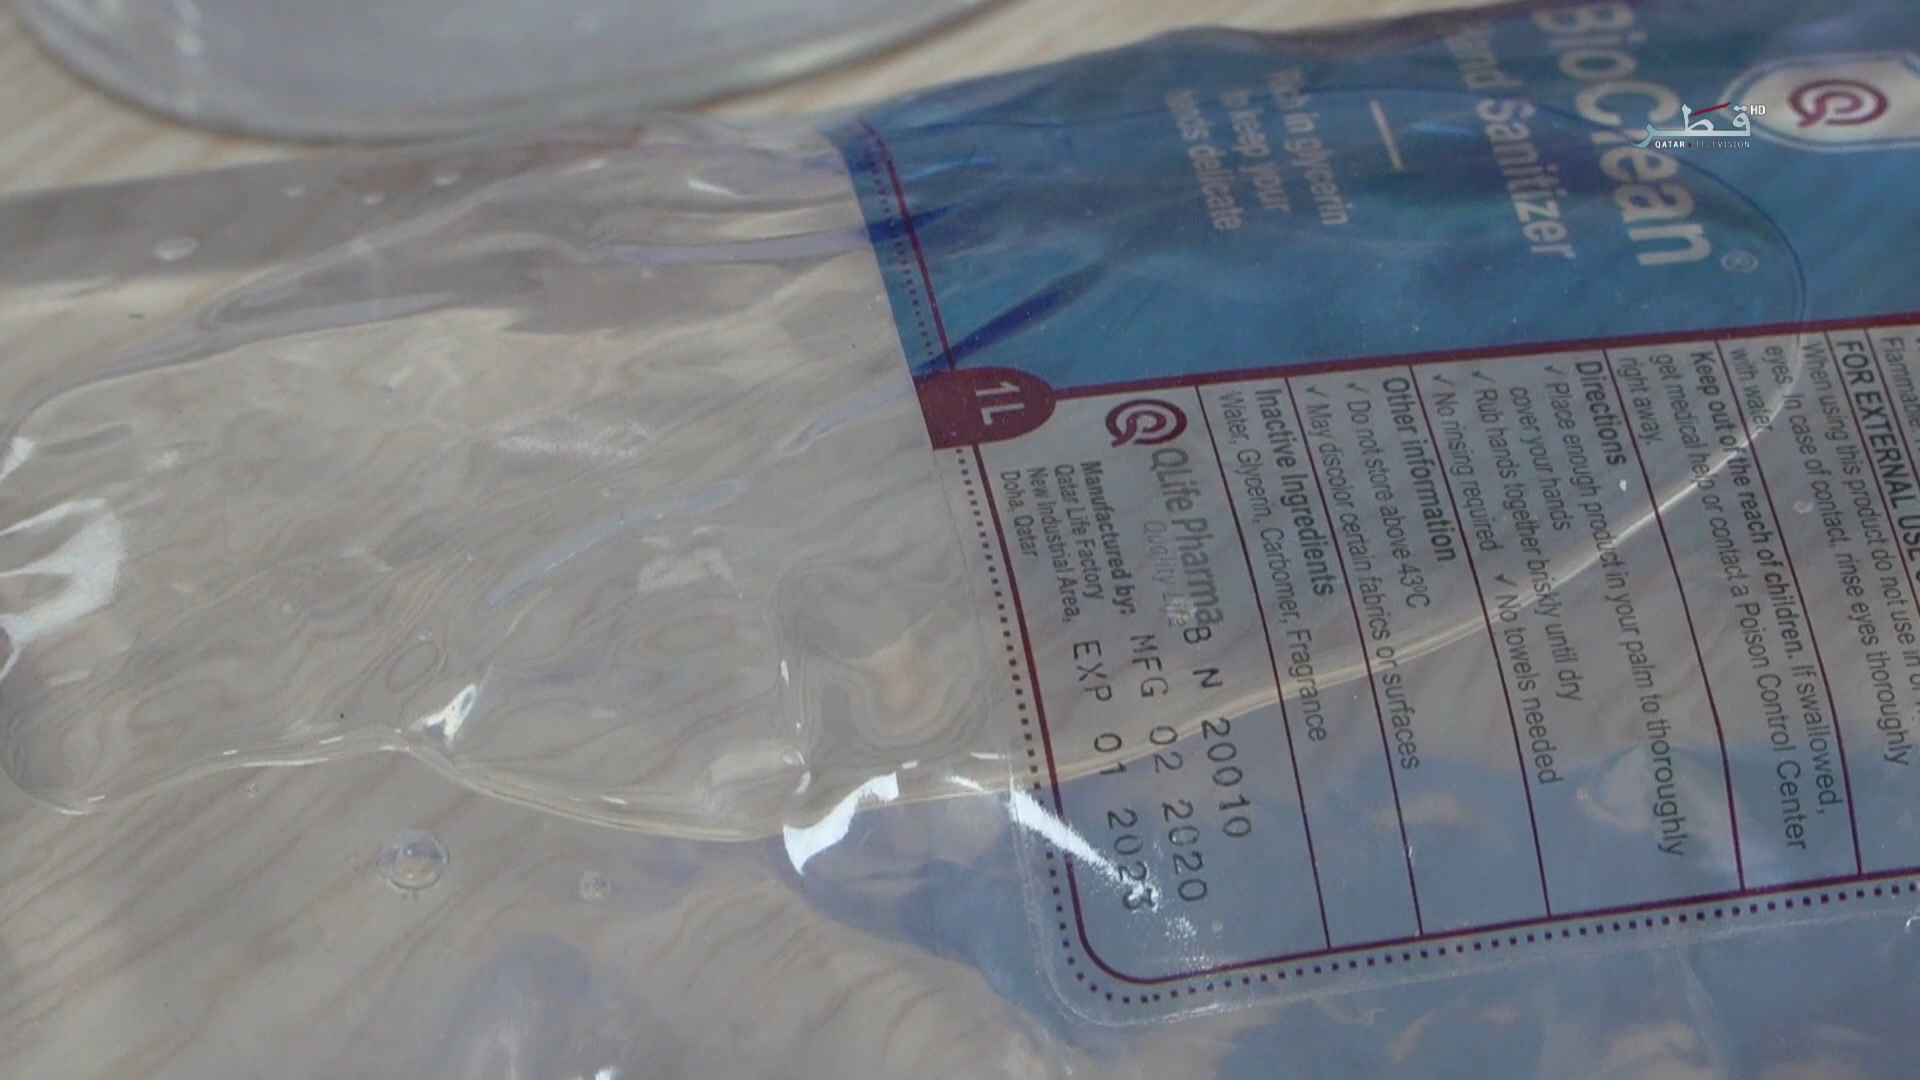 BioClean®
Hand Sanitizer
Rich in glycerin
to keep your
hands delicate
1 L
Flammable.
FOR EXTERNAL USE
When using this product do not use in or
eyes. In case of contact, rinse eyes thoroughly
with water.
Keep out of the reach of children. If swallowed,
get medical help or contact a Poison Control Center
right away.
Directions
✓ Place enough product in your palm to thoroughly
cover your hands
✓ Rub hands together briskly until dry
✓ No rinsing required ✓ No towels needed
Other information
✓ Do not store above 43ºC
✓ May discolor certain fabrics or surfaces
Inactive Ingredients
Water, Glycerin, Carbomer, Fragrance
QLife Pharma
Quality Life
Manufactured by:
Qatar Life Factory
New Industrial Area,
Doha, Qatar
B N 20010
MFG 02 2020
EXP 01 2023
قطر HD
QATAR TELEVISION